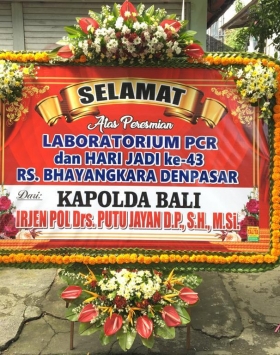 SELAMAT
Atas Peresmian
LABORATORIUM PCR
dan HARI JADI ke-43
RS. BHAYANGKARA DENPASAR
Dari:
KAPOLDA BALI
IRJEN POL Drs. PUTU JAYAN D.P., S.H., M.Si.